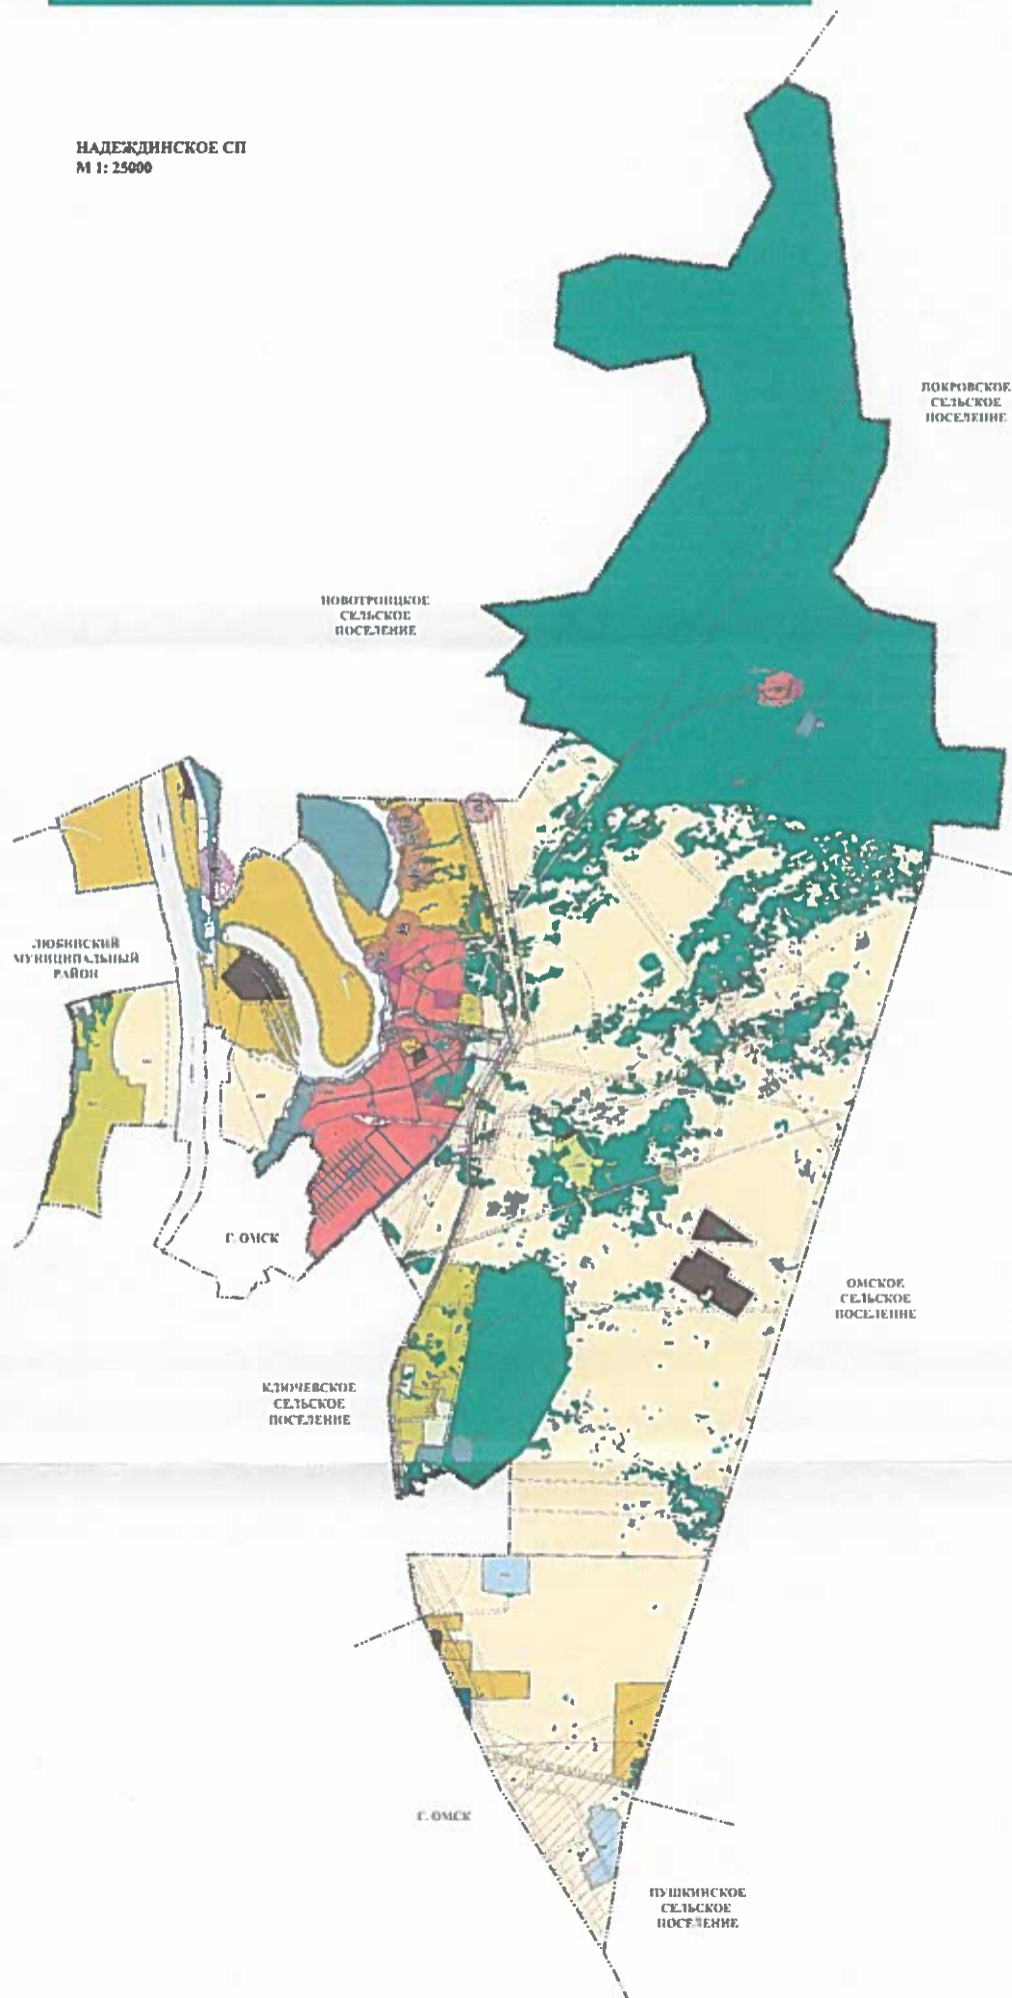 НАДЕЖДИНСКОЕ СП
М 1: 25000
ПОКРОВСКОЕ
СЕЛЬСКОЕ
ПОСЕЛЕНИЕ
НОВОТРОИЦКОЕ
СЕЛЬСКОЕ
ПОСЕЛЕНИЕ
ЛЮБИНСКИЙ
МУНИЦИПАЛЬНЫЙ
РАЙОН
Г. ОМСК
ОМСКОЕ
СЕЛЬСКОЕ
ПОСЕЛЕНИЕ
КЛЮЧЕВСКОЕ
СЕЛЬСКОЕ
ПОСЕЛЕНИЕ
Г. ОМСК
ПУШКИНСКОЕ
СЕЛЬСКОЕ
ПОСЕЛЕНИЕ